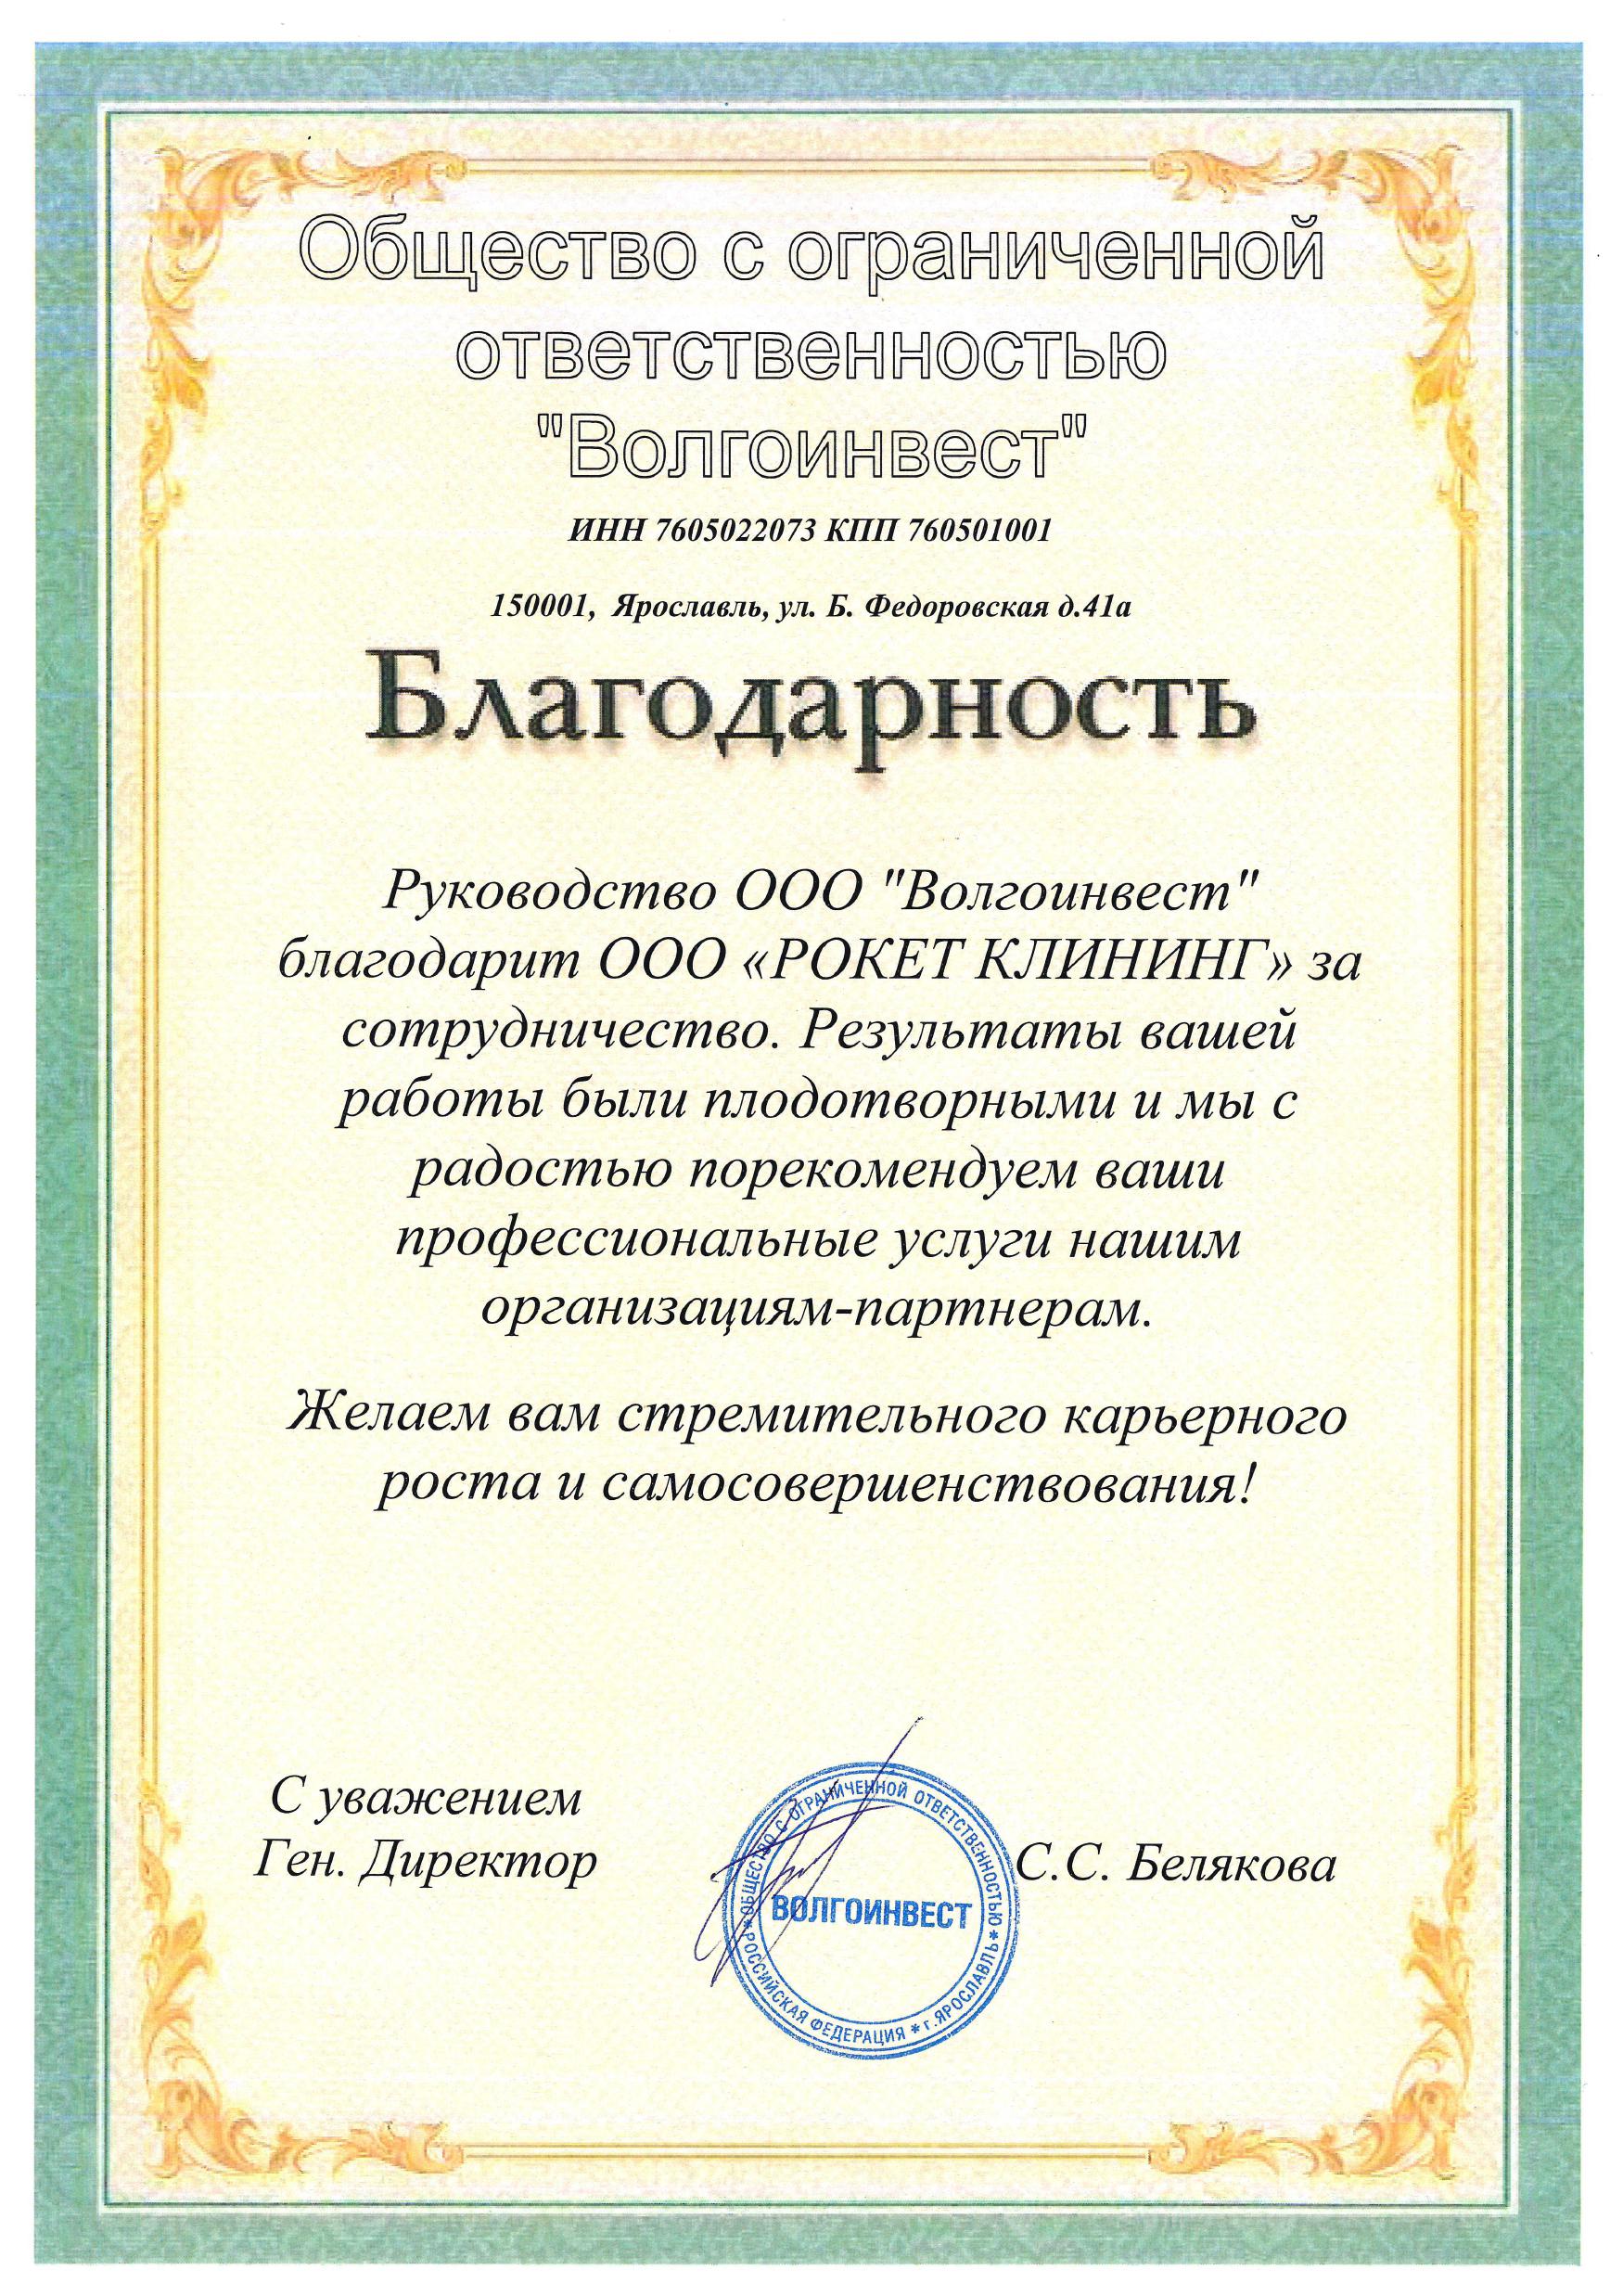 Общество с ограниченной
ответственностью
"Волгоинвест"
ИНН 7605022073 КПП 760501001
150001, Ярославль, ул. Б. Федоровская д.41а
Благодарность
Руководство ООО "Волгоинвест"
благодарит ООО «РОКЕТ КЛИНИНГ» за
сотрудничество. Результаты вашей
работы были плодотворными и мы с
радостью порекомендуем ваши
профессиональные услуги нашим
организациям-партнерам.
Желаем вам стремительного карьерного
роста и самосовершенствования!
С уважением
Ген. Директор
С.С. Белякова
ОБЩЕСТВО С ОГРАНИЧЕННОЙ ОТВЕТСТВЕННОСТЬЮ
ВОЛГОИНВЕСТ
* РОССИЙСКАЯ ФЕДЕРАЦИЯ * г. ЯРОСЛАВЛЬ *